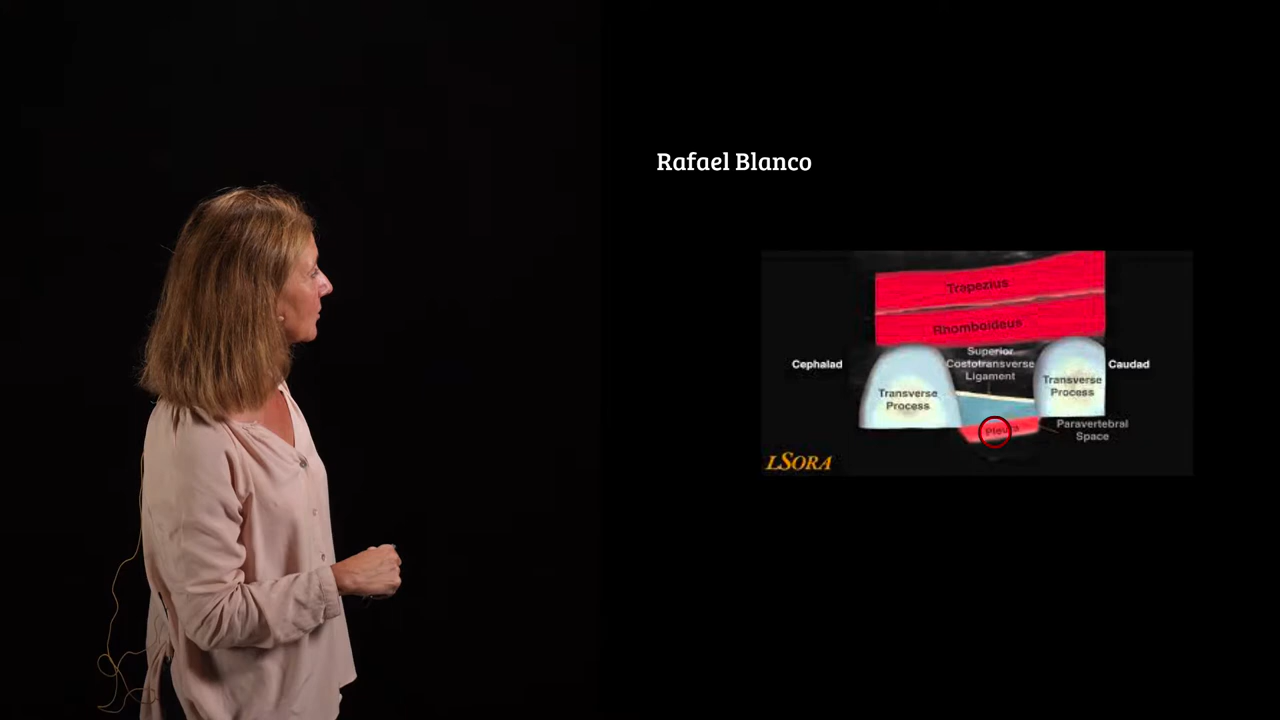 Rafael Blanco
Trapezius
Rhomboideus
Superior
Costotransverse
Ligament
Cephalad
Caudad
Transverse
Process
Transverse
Process
Pleura
Paravertebral
Space
LSORA